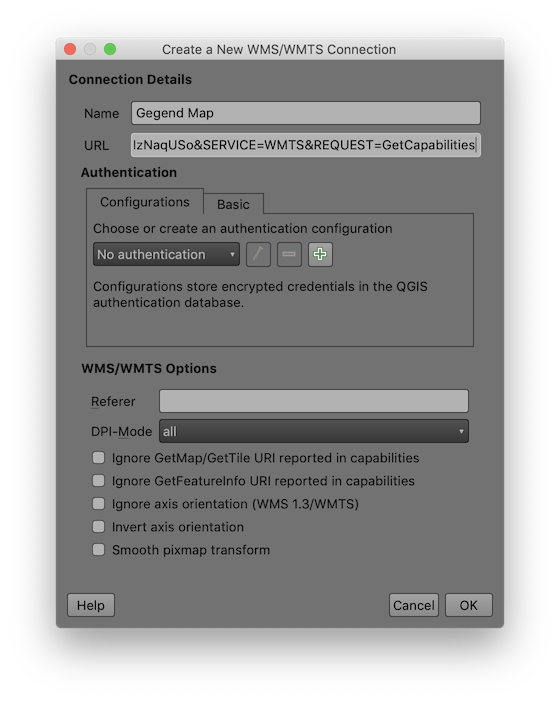 Create a New WMS/WMTS Connection
Connection Details
Name Gegend Map
URL IzNaqUSo&SERVICE=WMTS&REQUEST=GetCapabilities
Authentication
Configurations Basic
Choose or create an authentication configuration
No authentication
Configurations store encrypted credentials in the QGIS
authentication database.
WMS/WMTS Options
Referer
DPI-Mode all
Ignore GetMap/GetTile URI reported in capabilities
Ignore GetFeatureInfo URI reported in capabilities
Ignore axis orientation (WMS 1.3/WMTS)
Invert axis orientation
Smooth pixmap transform
Help Cancel OK